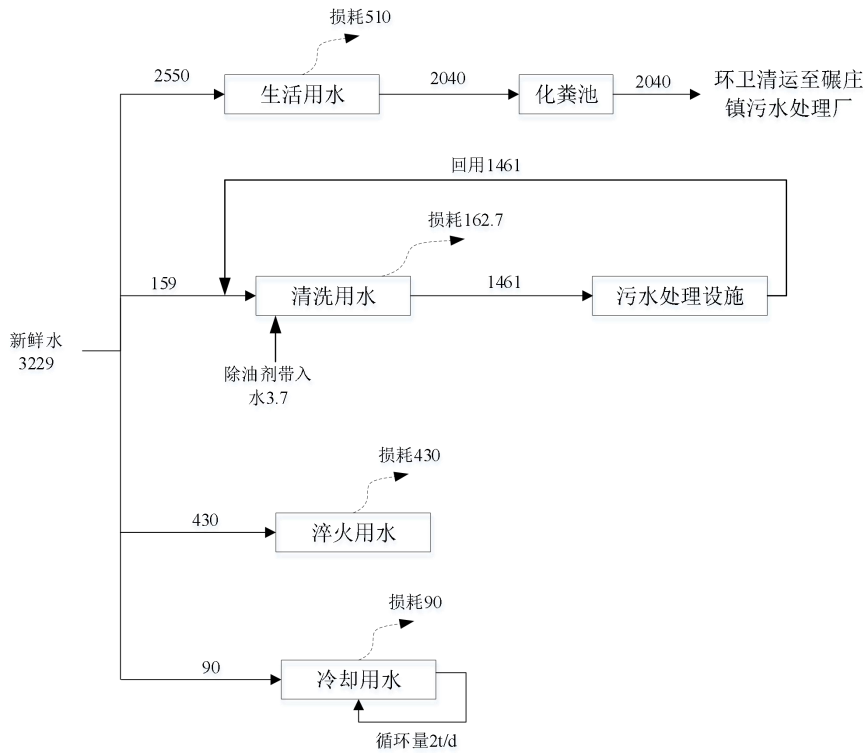 损耗510
2550
生活用水
2040
化粪池
2040
环卫清运至碾庄
镇污水处理厂
回用1461
损耗162.7
159
清洗用水
1461
污水处理设施
新鲜水
3229
除油剂带入
水3.7
损耗430
430
淬火用水
损耗90
90
冷却用水
循环量2t/d